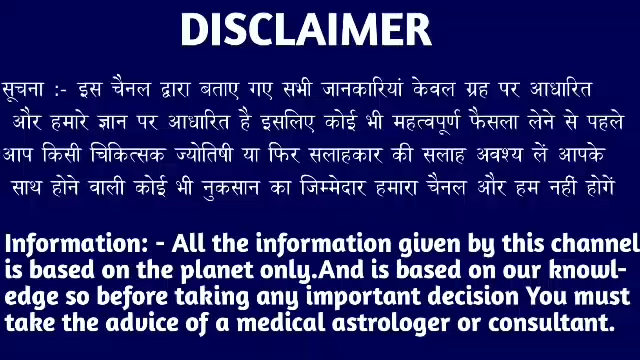 DISCLAIMER
सूचना :- इस चैनल द्वारा बताए गए सभी जानकारियां केवल ग्रह पर आधारित
और हमारे ज्ञान पर आधारित है इसलिए कोई भी महत्वपूर्ण फैसला लेने से पहले
आप किसी चिकित्सक ज्योतिषी या फिर सलाहकार की सलाह अवश्य लें आपके
साथ होने वाली कोई भी नुकसान का जिम्मेदार हमारा चैनल और हम नहीं होगें
Information: - All the information given by this channel
is based on the planet only.And is based on our knowl-
edge so before taking any important decision You must
take the advice of a medical astrologer or consultant.